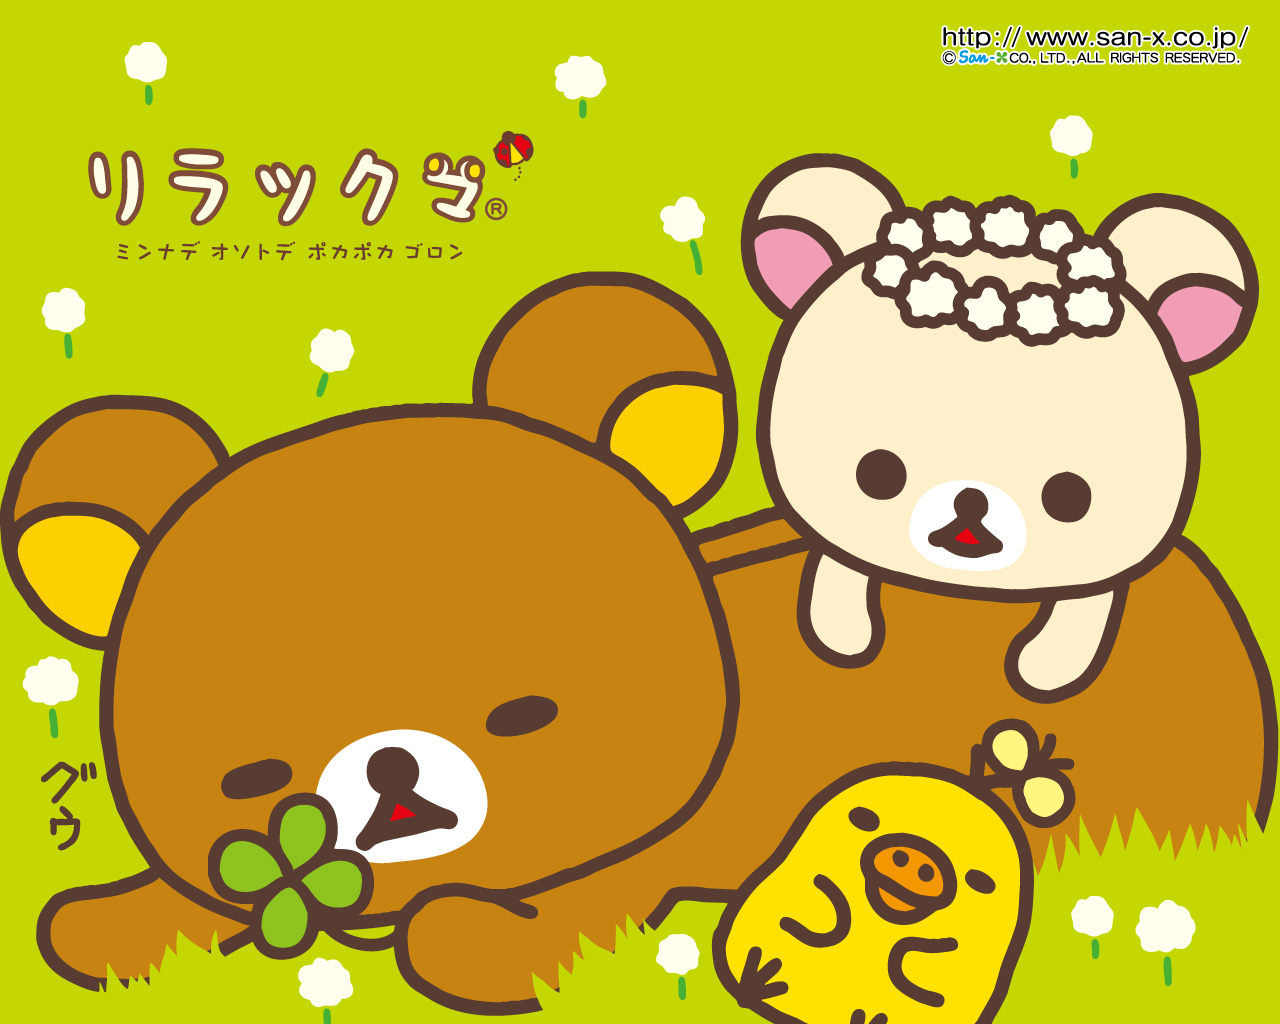 http://www.san-x.co.jp/
© San-X CO., LTD., ALL RIGHTS RESERVED.
リラックマ®
ミンナデ オソトデ ポカポカ ゴロン
グゥ